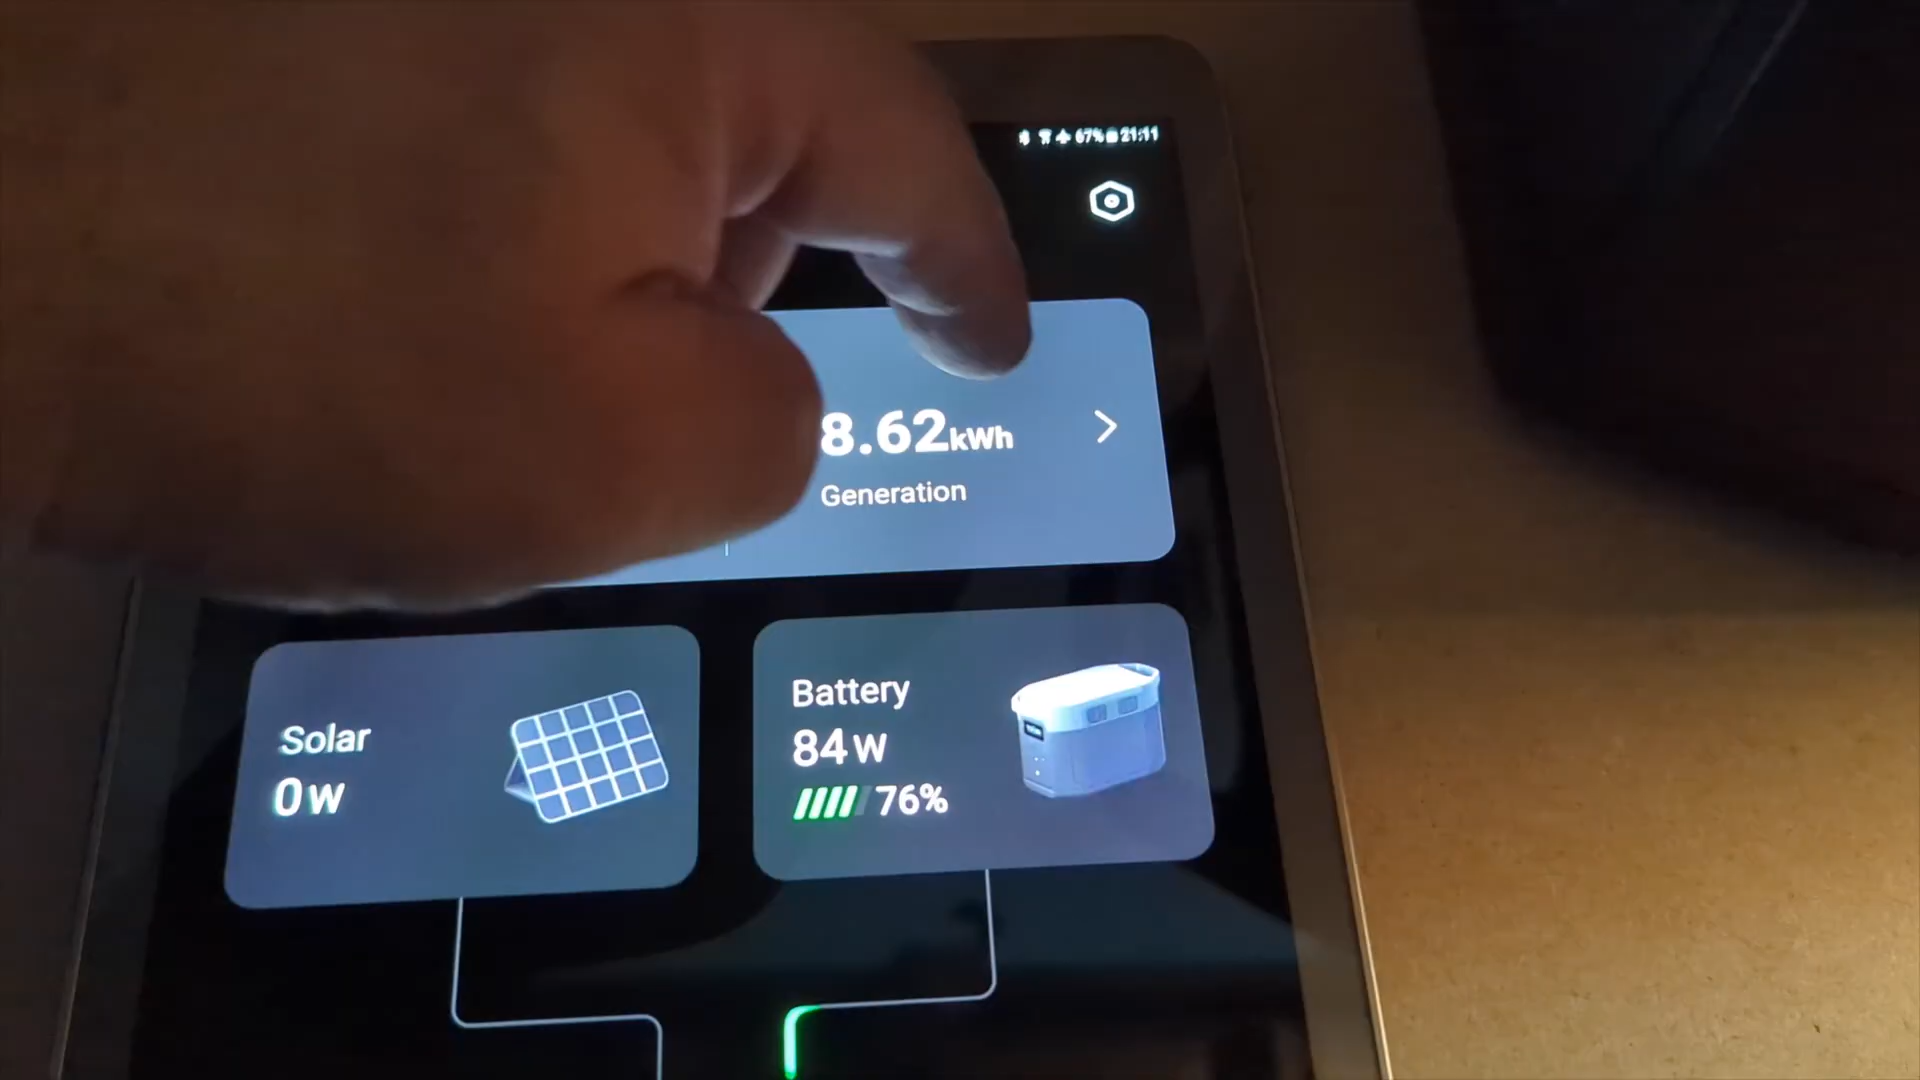 67% 21:11
8.62kWh
Generation
Solar
0W
Battery
84W
76%